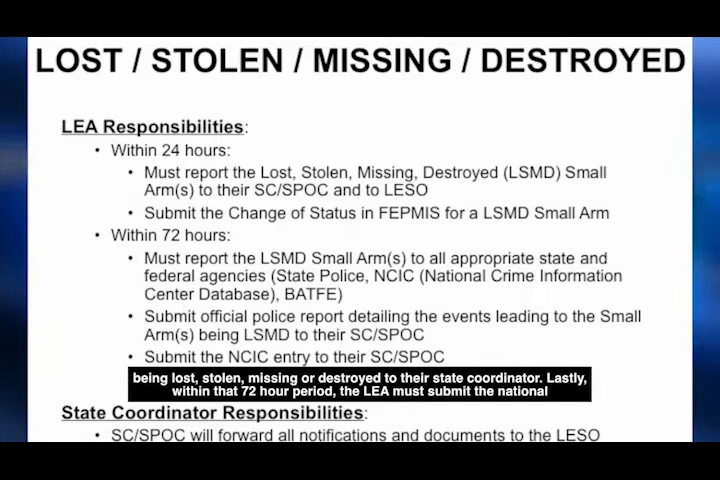 LOST / STOLEN / MISSING / DESTROYED
LEA Responsibilities:
• Within 24 hours:
• Must report the Lost, Stolen, Missing, Destroyed (LSMD) Small
Arm(s) to their SC/SPOC and to LESO
• Submit the Change of Status in FEPMIS for a LSMD Small Arm
• Within 72 hours:
• Must report the LSMD Small Arm(s) to all appropriate state and
federal agencies (State Police, NCIC (National Crime Information
Center Database), BATFE)
• Submit official police report detailing the events leading to the Small
Arm(s) being LSMD to their SC/SPOC
• Submit the NCIC entry to their SC/SPOC
being lost, stolen, missing or destroyed to their state coordinator. Lastly,
within that 72 hour period, the LEA must submit the national
State Coordinator Responsibilities:
• SC/SPOC will forward all notifications and documents to the LESO